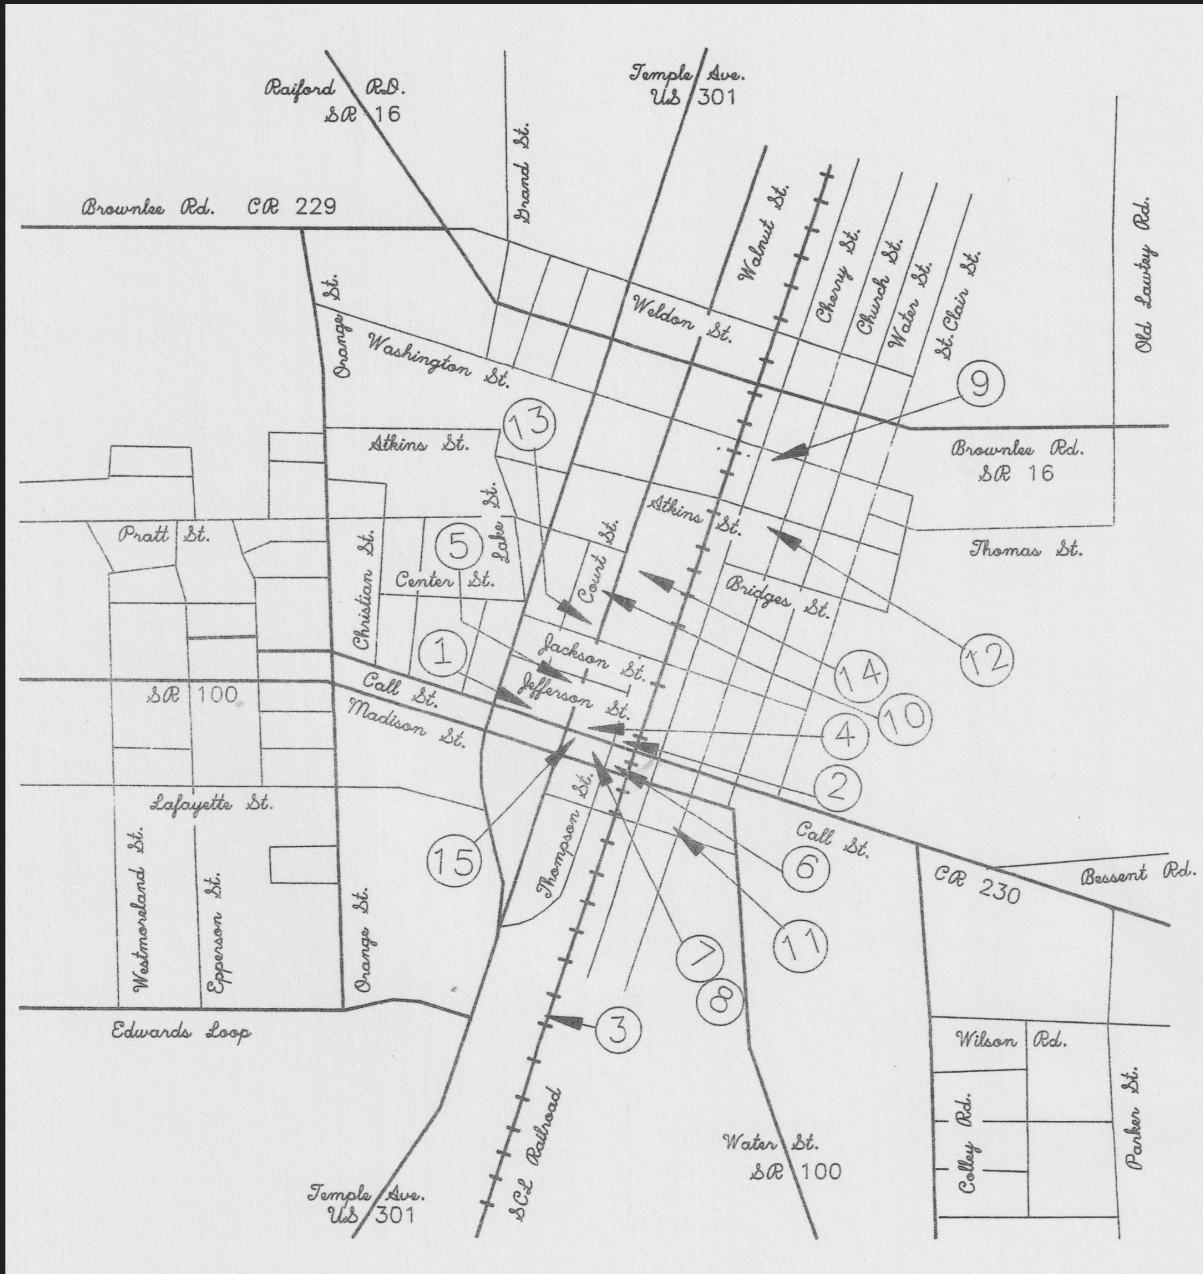 Temple Ave.
US 301
Raiford RD.
SR 16
Grand St.
Brownlee Rd. CR 229
Walnut St.
Cherry St.
Church St.
Water St.
St. Clair St.
Old Lawtey Rd.
Orange St.
Weldon St.
Washington St.
9
13
Atkins St.
Brownlee Rd.
SR 16
Lake St.
Atkins St.
Pratt St.
5
Court St.
Thomas St.
Christian St.
Center St.
Bridges St.
1
Jackson St.
12
14
SR 100
Call St.
Jefferson St.
10
Madison St.
4
2
Lafayette St.
15
Thompson St.
Call St.
6
CR 230
Bessent Rd.
Westmoreland St.
Epperson St.
Orange St.
11
7
8
3
Edwards Loop
Wilson Rd.
SCL Railroad
Colley Rd.
Parker St.
Water St.
SR 100
Temple Ave.
US 301